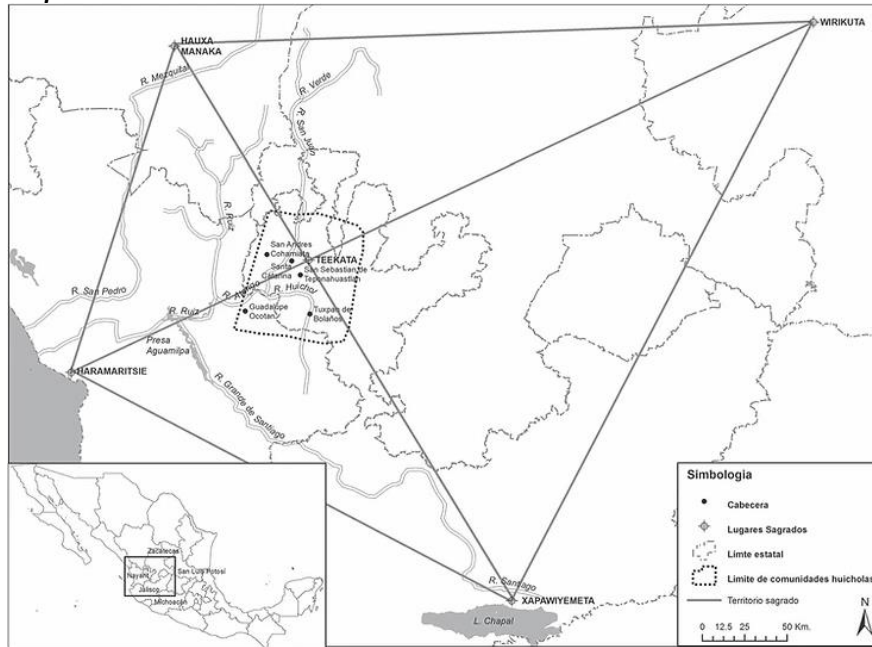 HAUXA
MANAKA
WIRIKUTA
R. Mezquital
R. Verde
R. San Juan
R. Ruiz
San Andres
Cohamiata
TEEKATA
Santa
Catarina
San Sebastian de
Teponahuastlan
R. Atengo
R. Huichol
R. San Pedro
R. Ruiz
Guadalupe
Ocotan
Tuxpan de
Bolaños
Presa
Aguamilpa
HARAMARITSIE
R. Grande de Santiago
R. Santiago
XAPAWIYEMETA
L. Chapal
Zacatecas
San Luis Potosí
Nayarit
Jalisco
Michoacan
Simbologia
Cabecera
Lugares Sagrados
Limte estatal
Limite de comunidades huicholas
Territorio sagrado
N
0 12.5 25 50 Km.